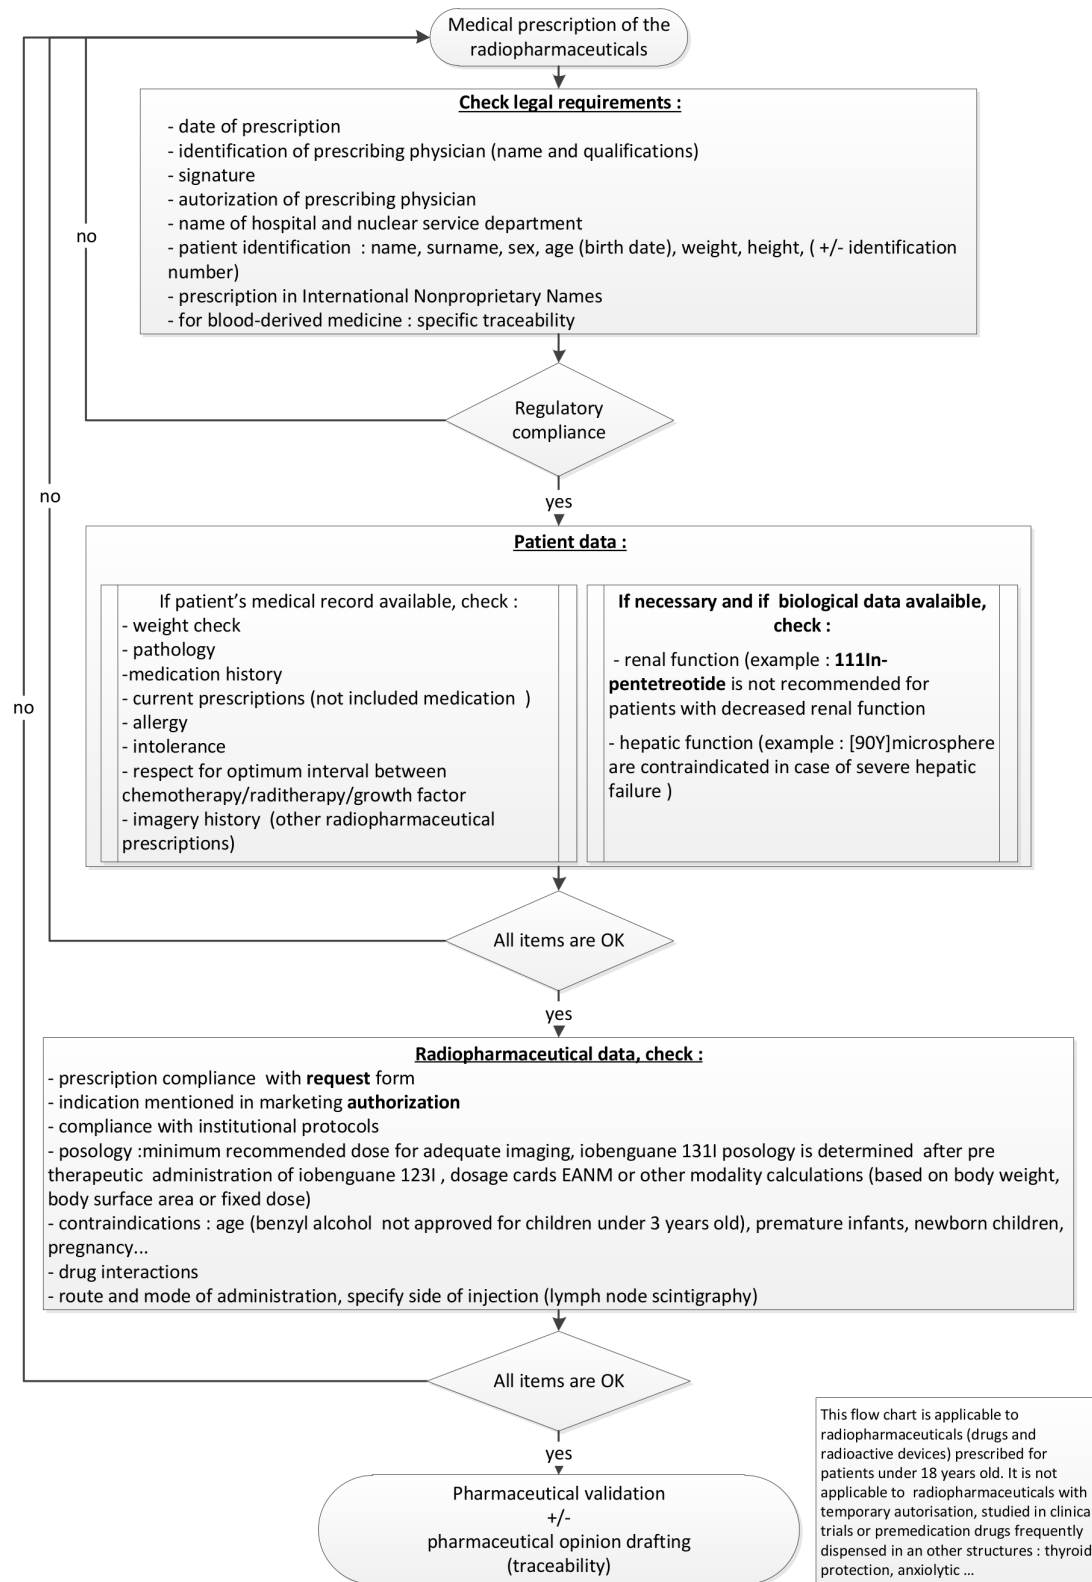 Medical prescription of the
radiopharmaceuticals
Check legal requirements :
- date of prescription
- identification of prescribing physician (name and qualifications)
- signature
- autorization of prescribing physician
- name of hospital and nuclear service department
- patient identification  : name, surname, sex, age (birth date), weight, height, ( +/- identification
number)
- prescription in International Nonproprietary Names
- for blood-derived medicine : specific traceability
no
Regulatory
compliance
no
yes
Patient data :
If patient's medical record available, check :
- weight check
- pathology
-medication history
- current prescriptions (not included medication  )
- allergy
- intolerance
- respect for optimum interval between
chemotherapy/raditherapy/growth factor
- imagery history  (other radiopharmaceutical
prescriptions)
If necessary and if  biological data avalaible,
check :
- renal function (example : 111In-
pentetreotide is not recommended for
patients with decreased renal function
- hepatic function (example : [90Y]microsphere
are contraindicated in case of severe hepatic
failure )
no
All items are OK
yes
Radiopharmaceutical data, check :
- prescription compliance  with request form
- indication mentioned in marketing authorization
- compliance with institutional protocols
- posology :minimum recommended dose for adequate imaging, iobenguane 131I posology is determined  after pre
therapeutic  administration of iobenguane 123I , dosage cards EANM or other modality calculations (based on body weight,
body surface area or fixed dose)
- contraindications : age (benzyl alcohol  not approved for children under 3 years old), premature infants, newborn children,
pregnancy...
- drug interactions
- route and mode of administration, specify side of injection (lymph node scintigraphy)
All items are OK
yes
Pharmaceutical validation
+/-
pharmaceutical opinion drafting
(traceability)
This flow chart is applicable to
radiopharmaceuticals (drugs and
radioactive devices) prescribed for
patients under 18 years old. It is not
applicable to  radiopharmaceuticals with
temporary autorisation, studied in clinica
trials or premedication drugs frequently
dispensed in an other structures : thyroid
protection, anxiolytic ...